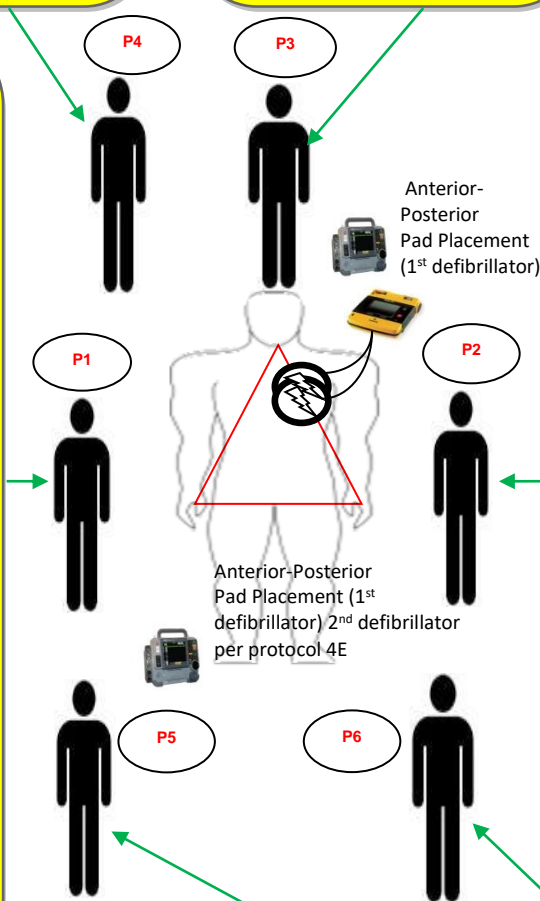 P4
P3
Anterior-
Posterior
Pad Placement
(1st defibrillator)
P1
P2
Anterior-Posterior
Pad Placement (1st
defibrillator) 2nd defibrillator
per protocol 4E
P5
P6